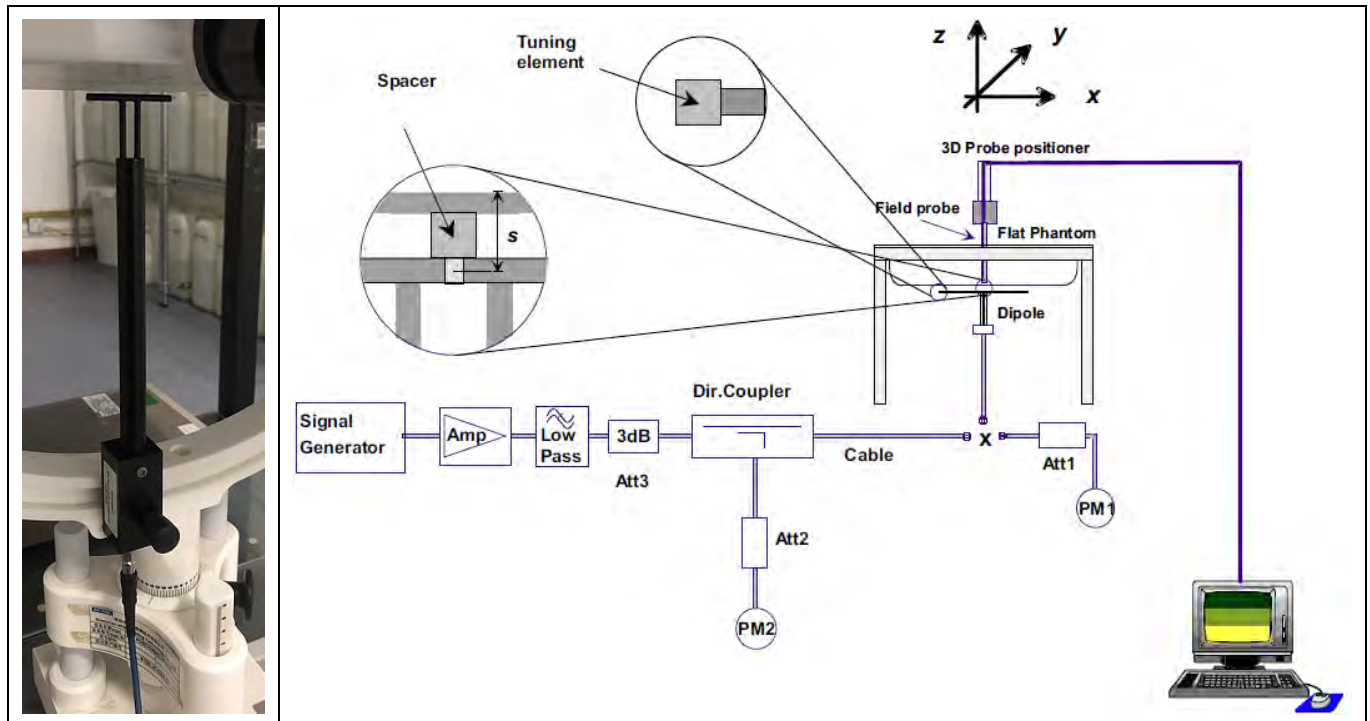 Tuning
element
Spacer
s
z
y
x
3D Probe positioner
Field probe
Flat Phantom
Dipole
Dir.Coupler
Signal
Generator
Amp
Low
Pass
3dB
Att3
Cable
x
Att1
PM1
Att2
PM2